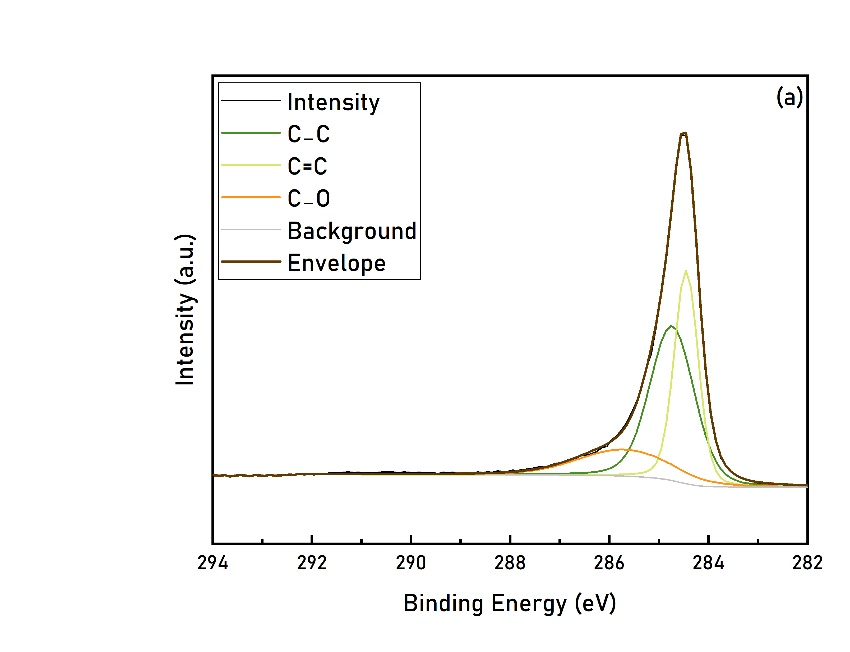 (a)
Intensity
C–C
C=C
C–O
Background
Envelope
Intensity (a.u.)
294 292 290 288 286 284 282
Binding Energy (eV)